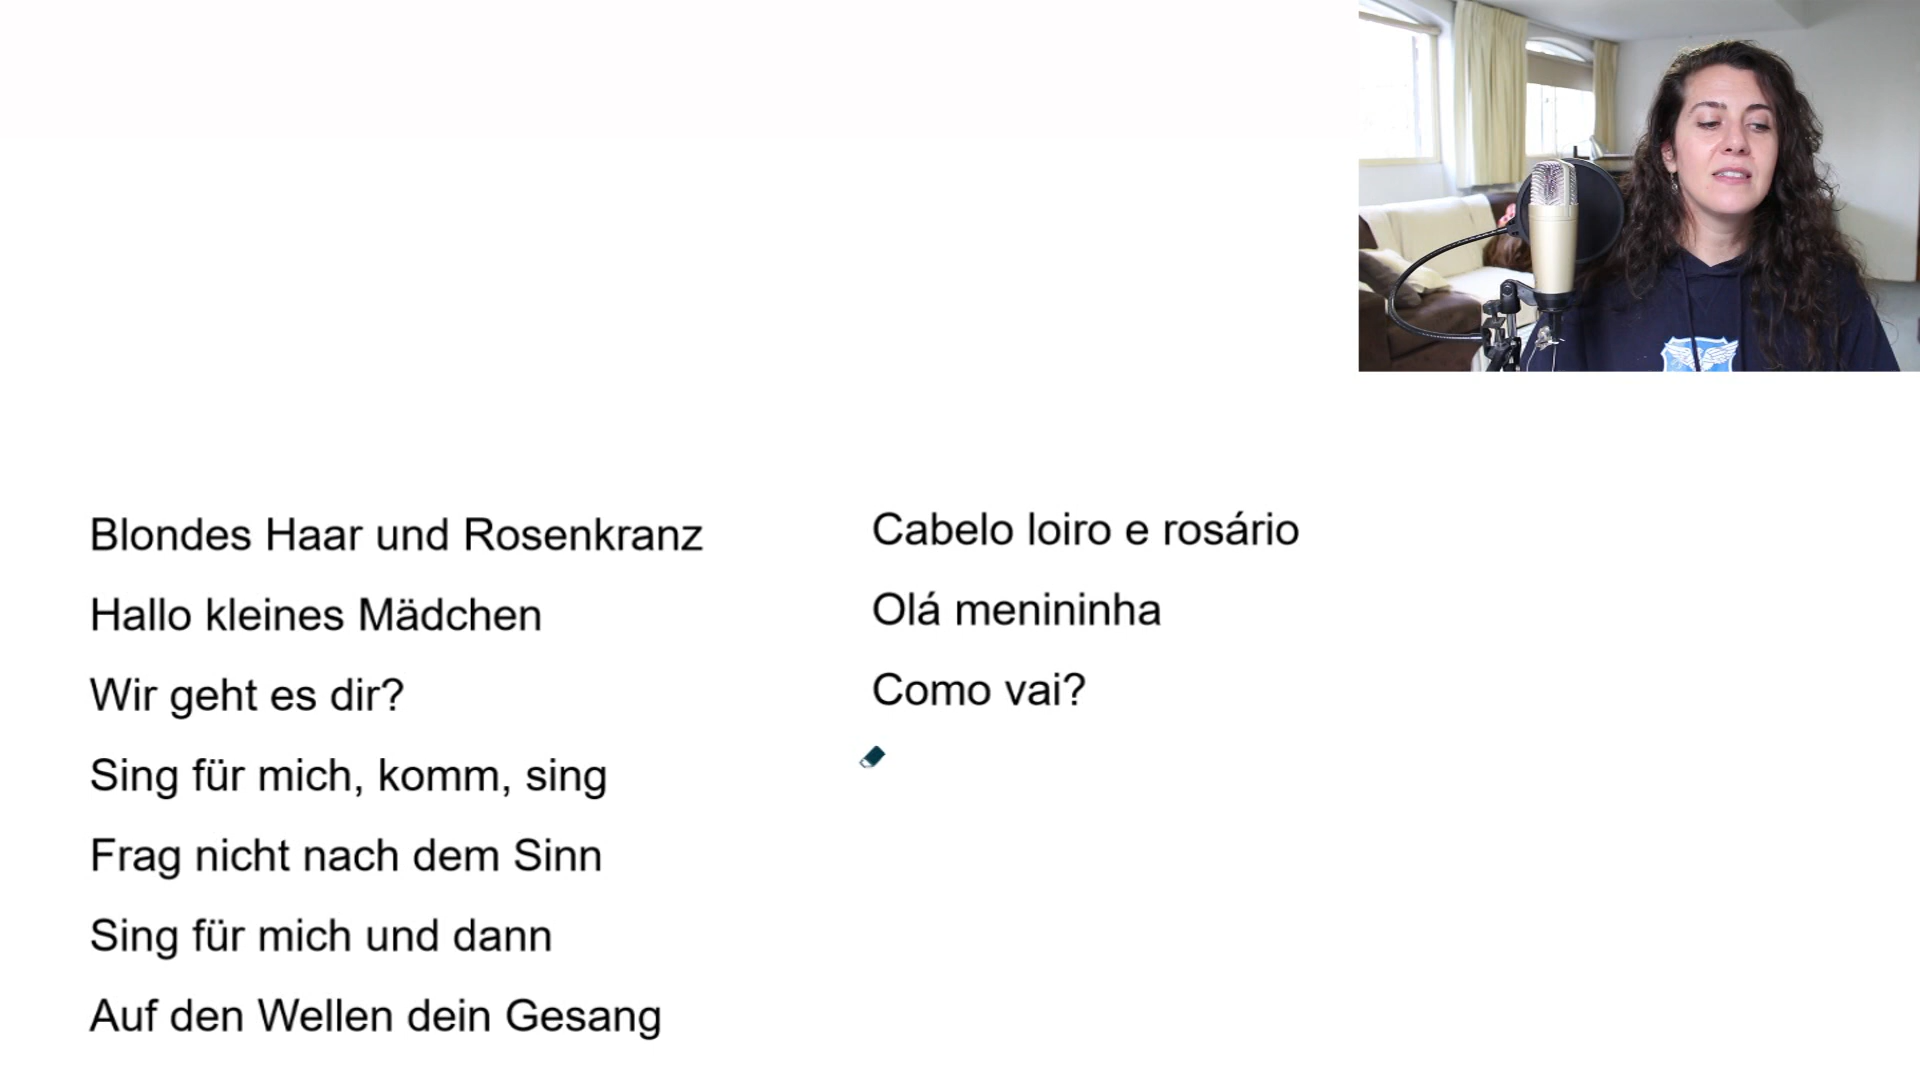 Blondes Haar und Rosenkranz
Hallo kleines Mädchen
Wir geht es dir?
Sing für mich, komm, sing
Frag nicht nach dem Sinn
Sing für mich und dann
Auf den Wellen dein Gesang
Cabelo loiro e rosário
Olá menininha
Como vai?